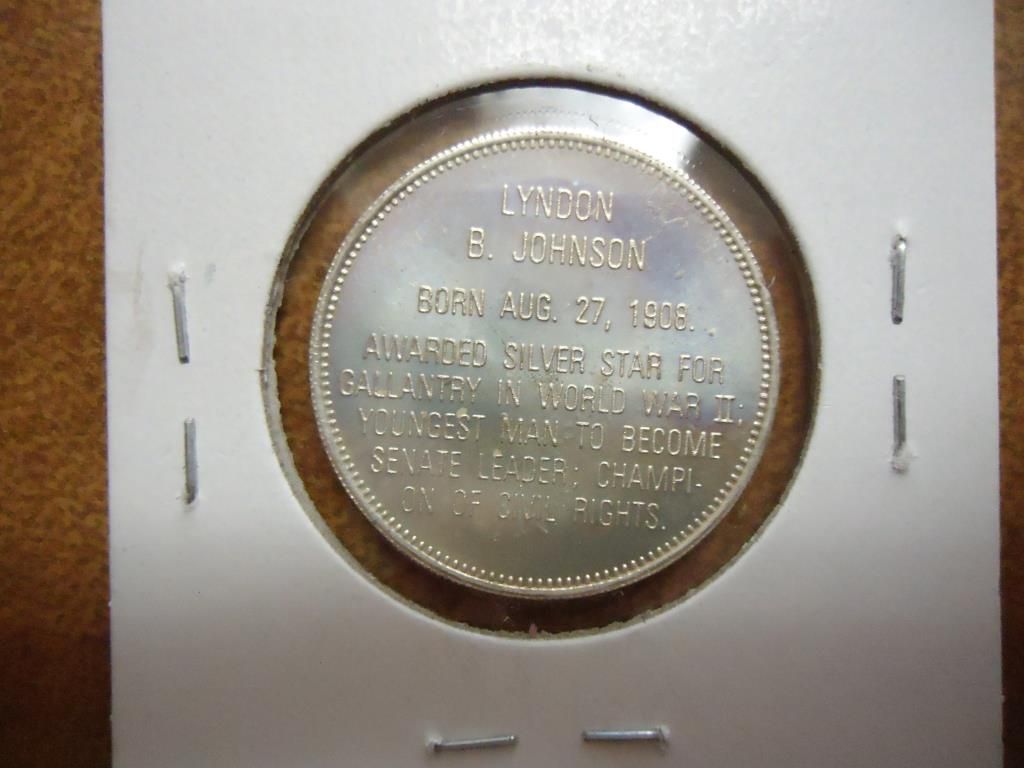 LYNDON
B. JOHNSON
BORN AUG. 27, 1908.
AWARDED SILVER STAR FOR
GALLANTRY IN WORLD WAR II;
YOUNGEST MAN TO BECOME
SENATE LEADER; CHAMPI-
ON OF CIVIL RIGHTS.